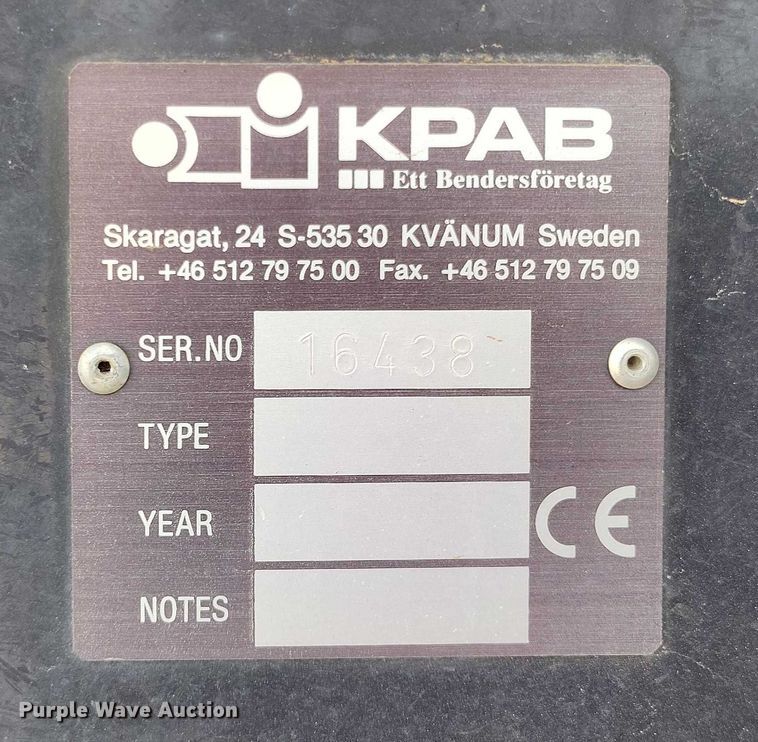 KPAB
Ett Bendersföretag
Skaragat, 24 S-535 30 KVÄNUM Sweden
Tel. +46 512 79 75 00 Fax. +46 512 79 75 09
SER.NO 16438
TYPE
YEAR CE
NOTES
Purple Wave Auction